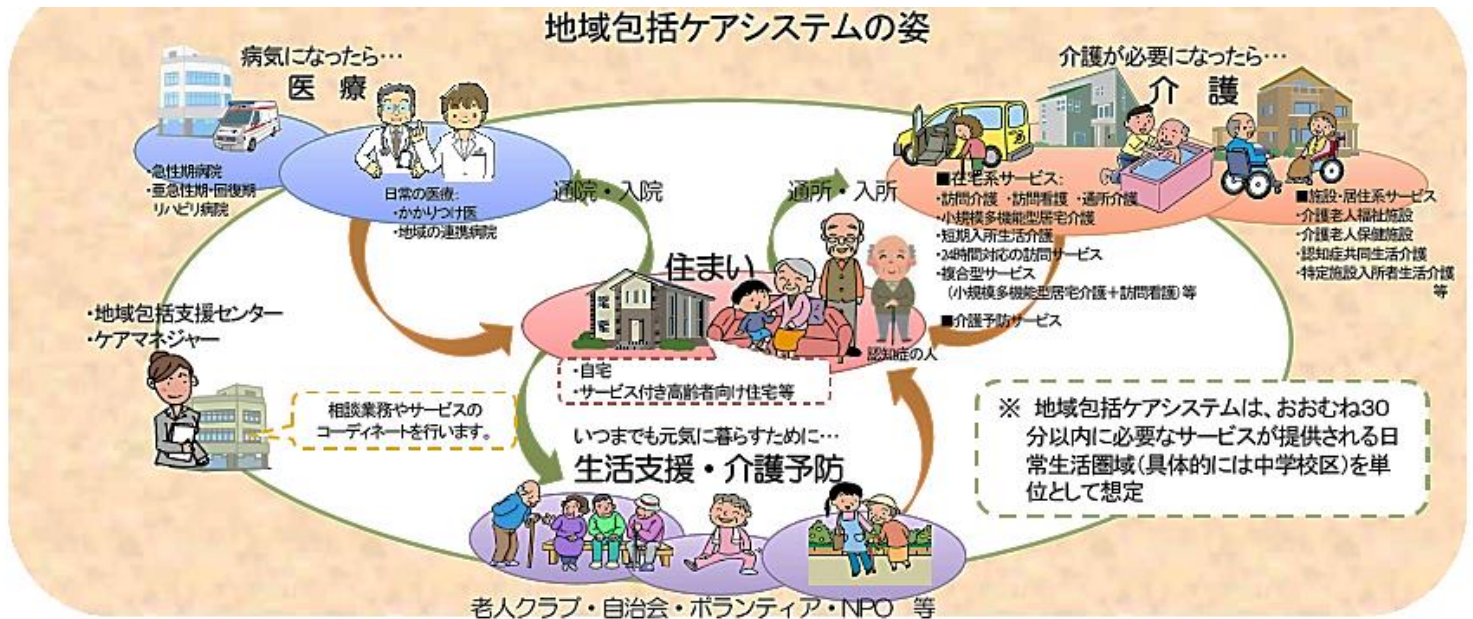 地域包括ケアシステムの姿
病気になったら…
医 療
・急性期病院
・亜急性期・回復期
リハビリ病院
日常の医療:
・かかりつけ医
・地域の連携病院
通院・入院
通所・入所
介護が必要になったら…
介 護
■在宅系サービス:
・訪問介護 ・訪問看護 ・通所介護
・小規模多機能型居宅介護
・短期入所生活介護
・24時間対応の訪問サービス
・複合型サービス
(小規模多機能型居宅介護+訪問看護)等
■介護予防サービス
■施設・居住系サービス
・介護老人福祉施設
・介護老人保健施設
・認知症共同生活介護
・特定施設入所者生活介護
等
住まい
認知症の人
・自宅
・サービス付き高齢者向け住宅等
・地域包括支援センター
・ケアマネジャー
相談業務やサービスの
コーディネートを行います。
いつまでも元気に暮らすために…
生活支援・介護予防
老人クラブ・自治会・ボランティア・NPO 等
※ 地域包括ケアシステムは、おおむね30
分以内に必要なサービスが提供される日
常生活圏域(具体的には中学校区)を単
位として想定